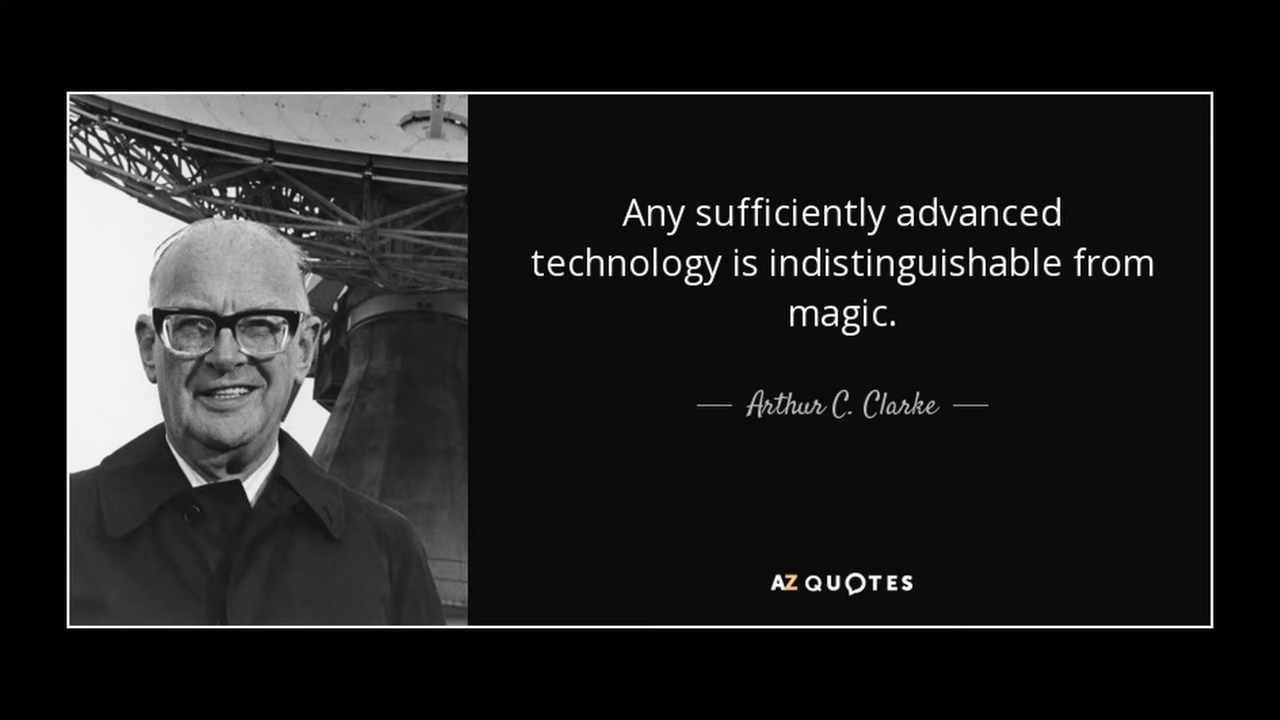 Any sufficiently advanced
technology is indistinguishable from
magic.
Arthur C. Clarke
AZ QUOTES